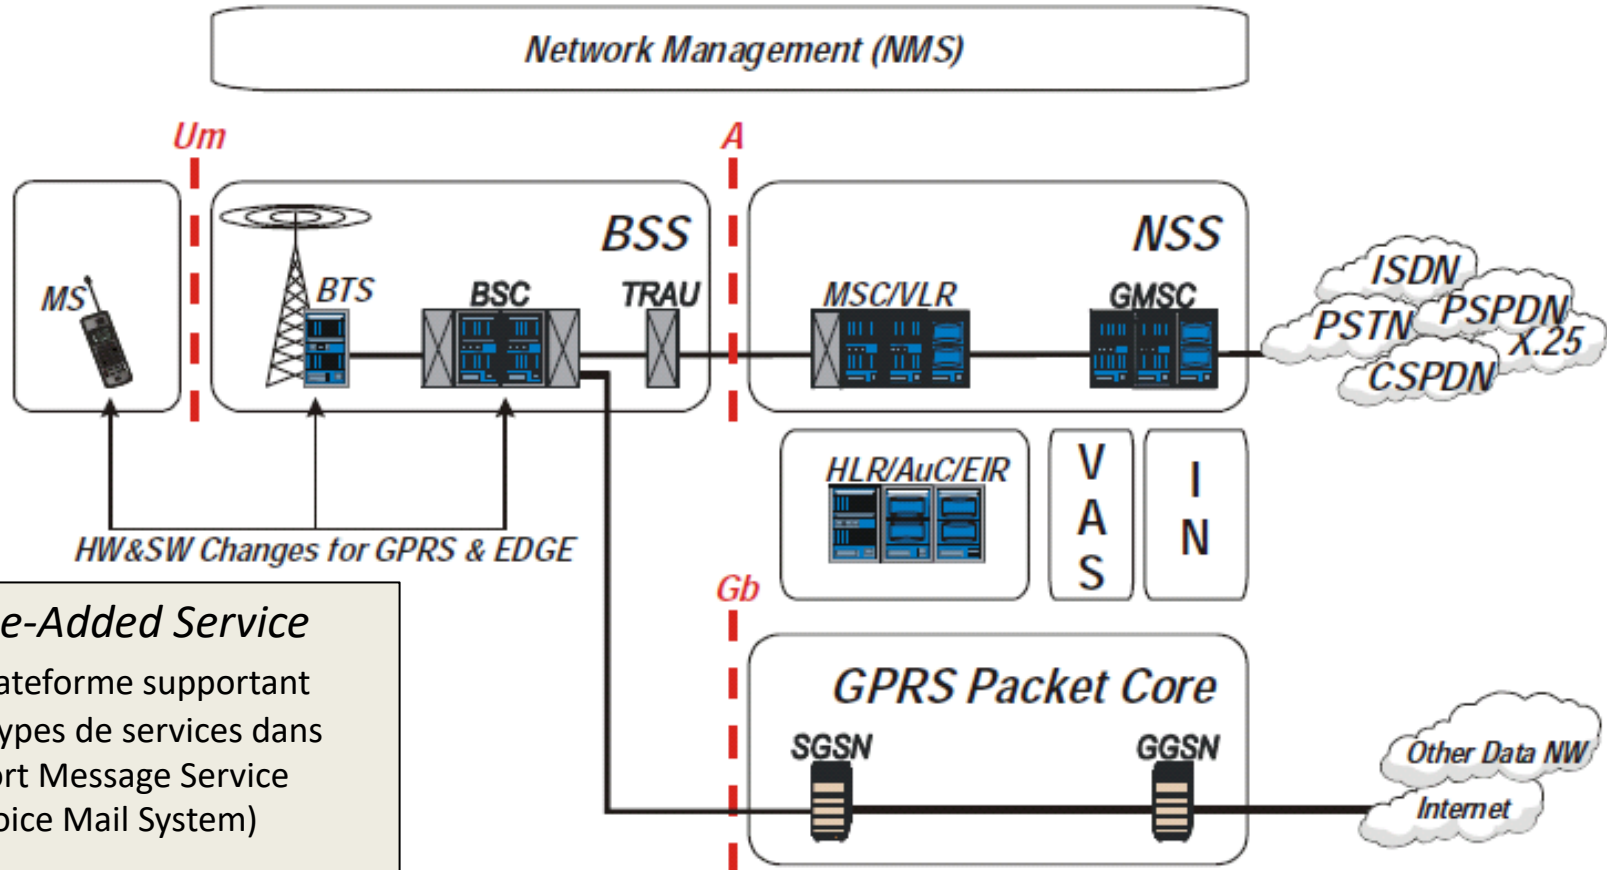 Network Management (NMS)
Um
A
BSS
NSS
MS
BTS
BSC
TRAU
MSC/VLR
GMSC
ISDN
PSPDN
PSTN
X.25
CSPDN
HLR/AuC/EIR
V
A
S
I
N
HW&SW Changes for GPRS & EDGE
Gb
e-Added Service
ateforme supportant
ypes de services dans
ort Message Service
oice Mail System)
GPRS Packet Core
SGSN
GGSN
Other Data NW
Internet